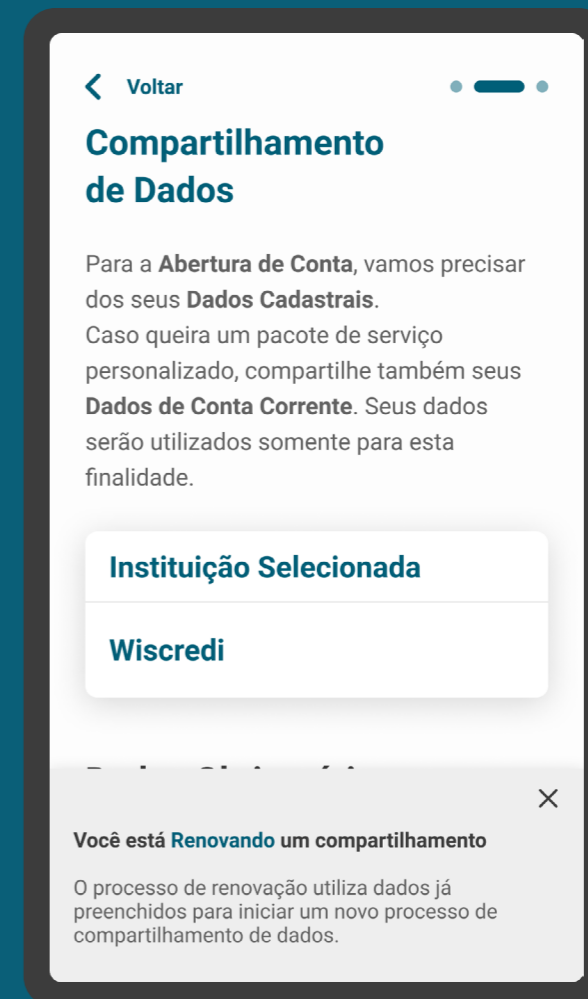 Voltar
Compartilhamento
de Dados
Para a Abertura de Conta, vamos precisar
dos seus Dados Cadastrais.
Caso queira um pacote de serviço
personalizado, compartilhe também seus
Dados de Conta Corrente. Seus dados
serão utilizados somente para esta
finalidade.
Instituição Selecionada
Wiscredi
Você está Renovando um compartilhamento
O processo de renovação utiliza dados já
preenchidos para iniciar um novo processo de
compartilhamento de dados.